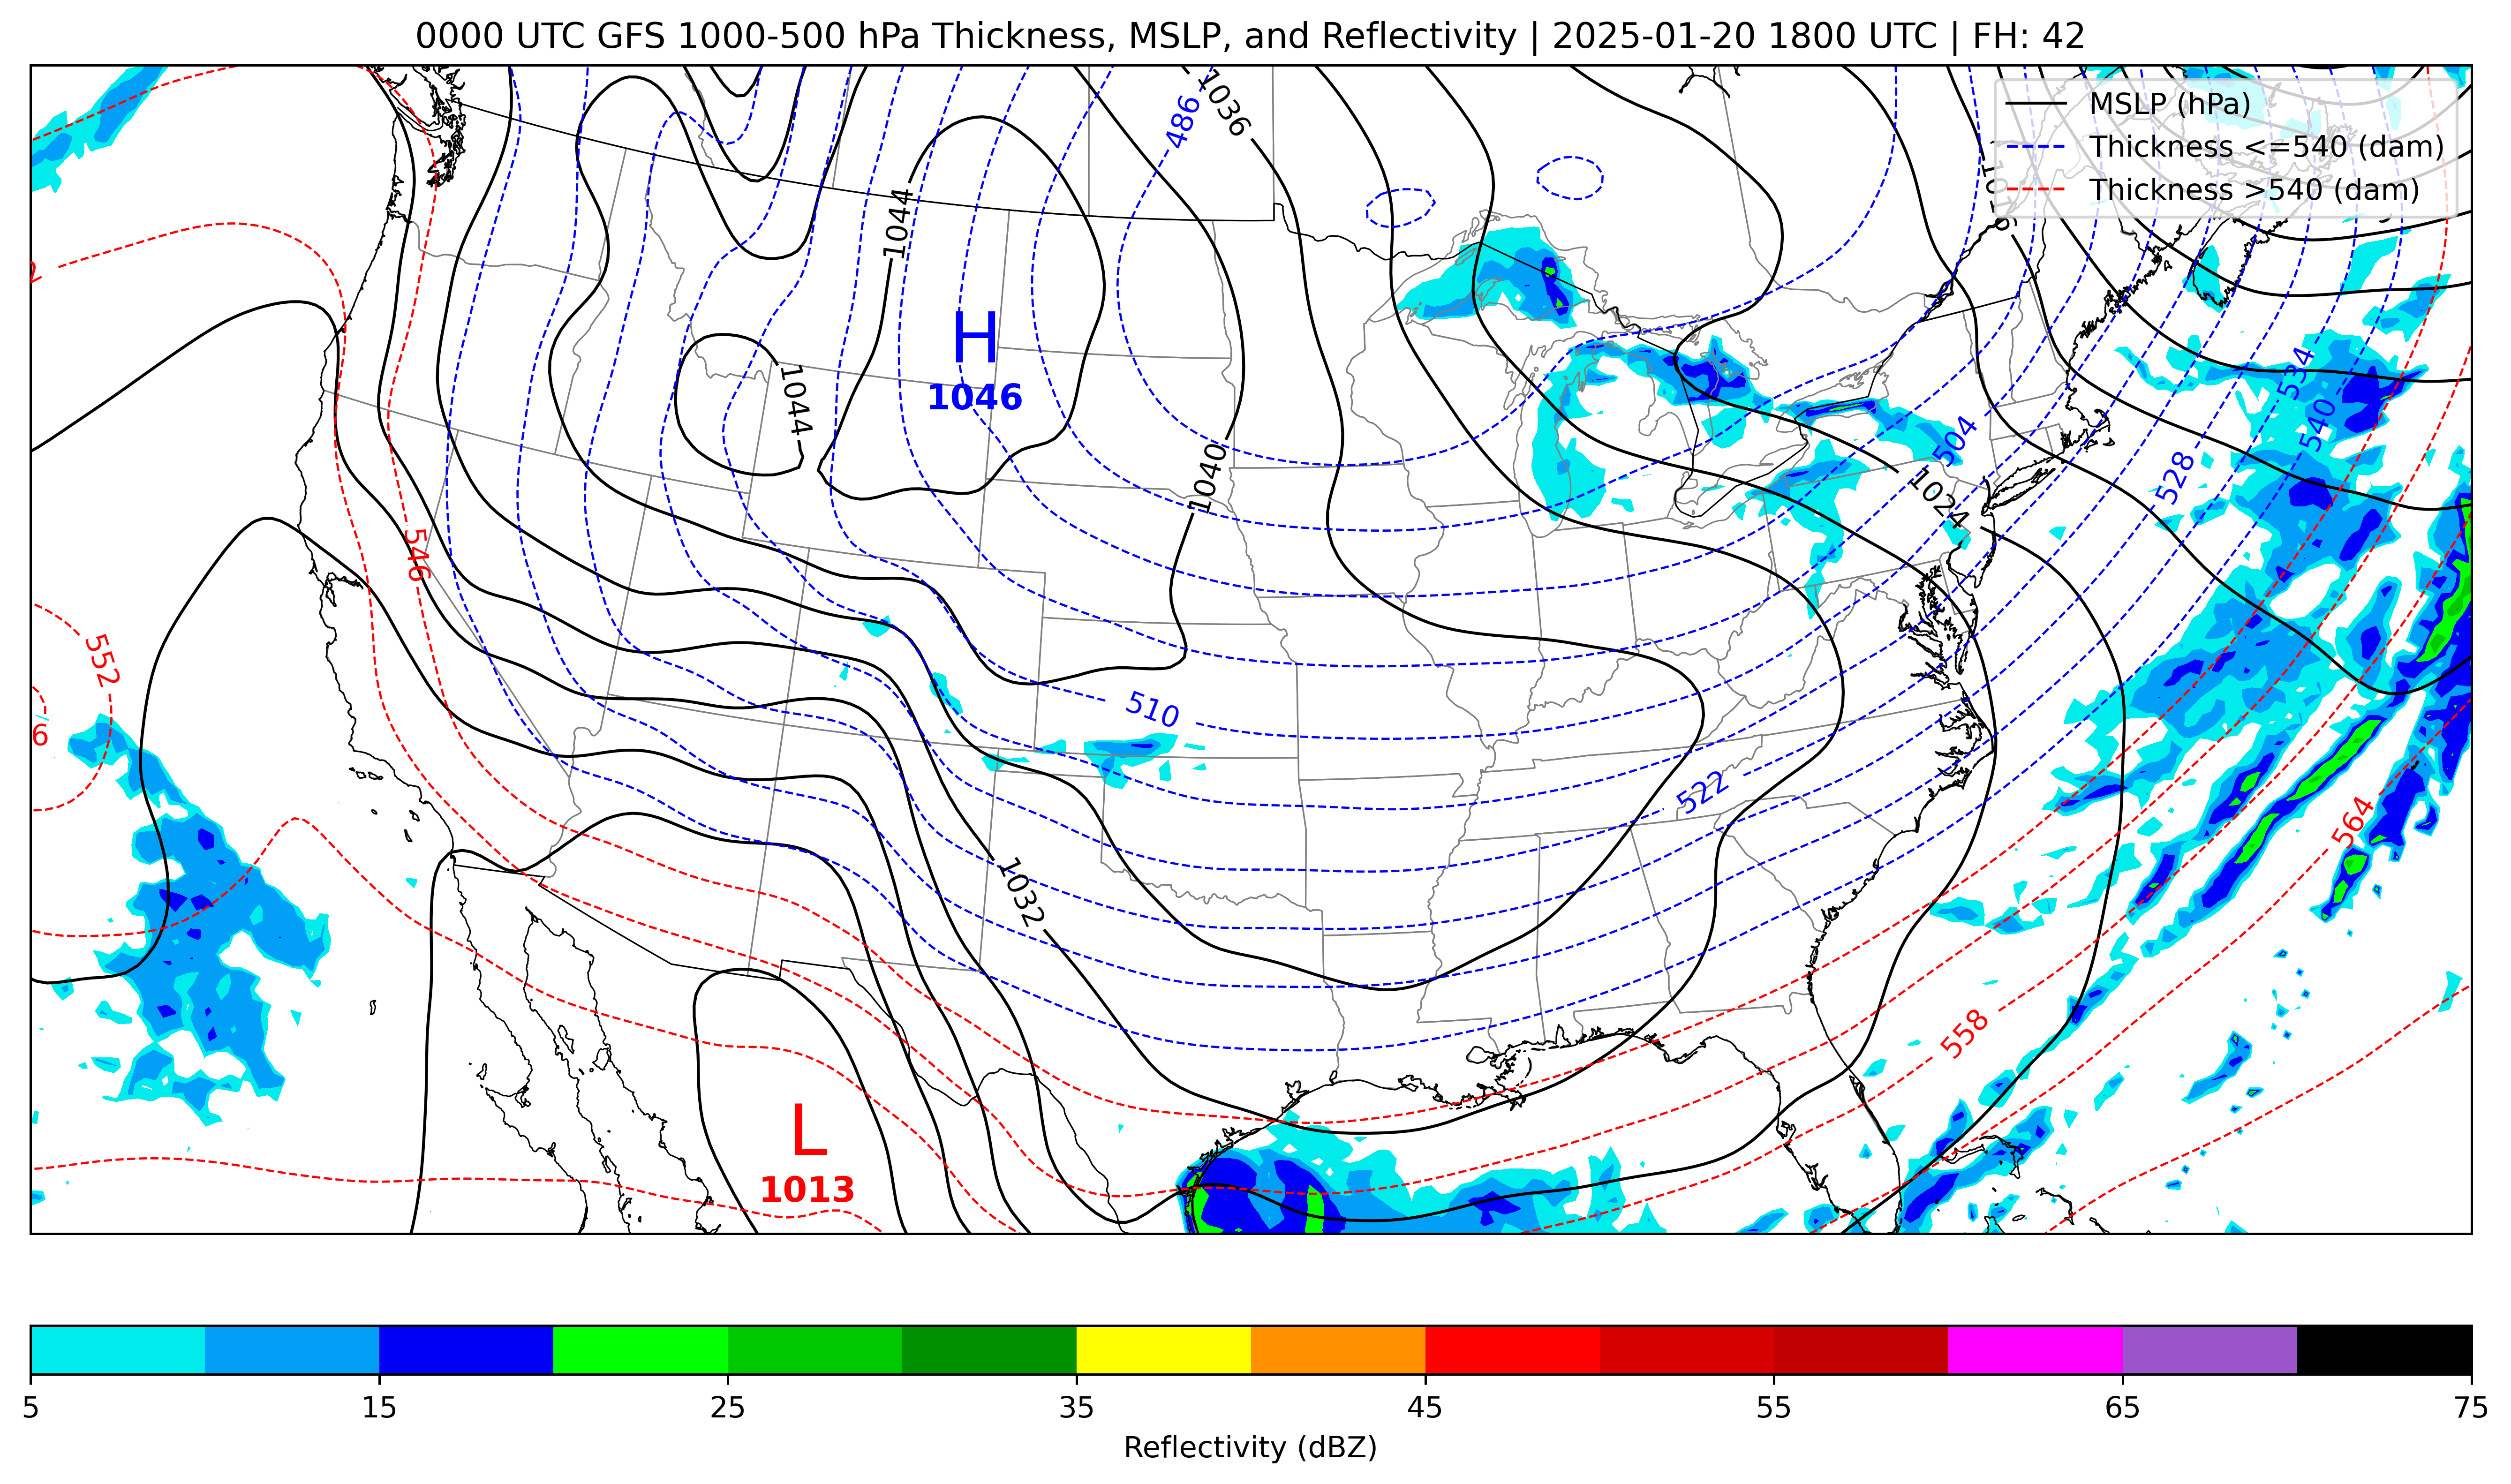 0000 UTC GFS 1000-500 hPa Thickness, MSLP, and Reflectivity | 2025-01-20 1800 UTC | FH: 42
MSLP (hPa)
Thickness <=540 (dam)
Thickness >540 (dam)
486
1036
1044
H
1046
1044
534
540
504
1040
528
1024
546
552
510
6
522
564
1032
558
L
1013
5 15 25 35 45 55 65 75
Reflectivity (dBZ)